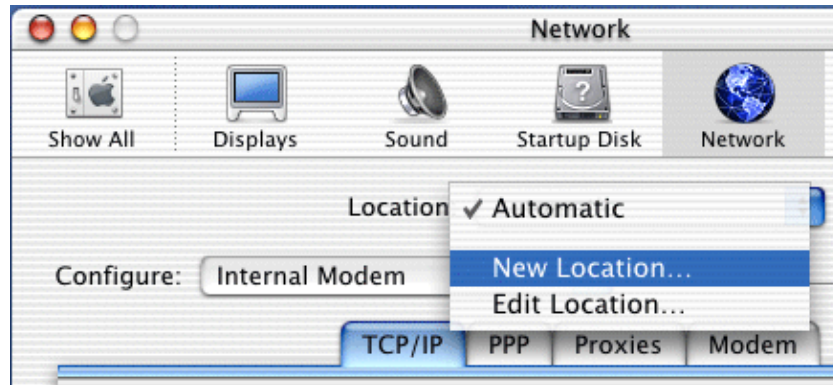 Network
Show All Displays Sound Startup Disk Network
Location ✓ Automatic
New Location...
Configure: Internal Modem
Edit Location...
TCP/IP PPP Proxies Modem